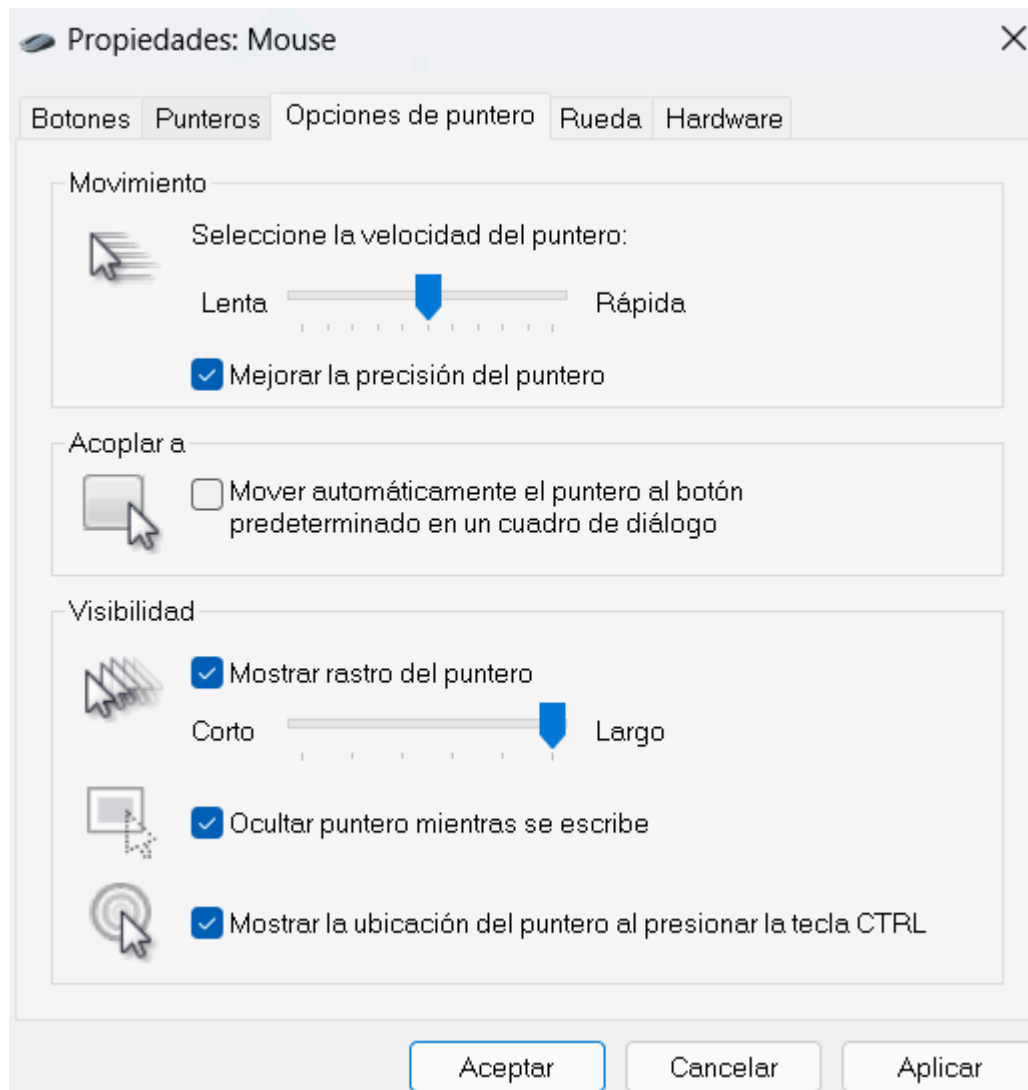 Propiedades: Mouse
Botones Punteros Opciones de puntero Rueda Hardware
Movimiento
Seleccione la velocidad del puntero:
Lenta Rápida
Mejorar la precisión del puntero
Acoplar a
Mover automáticamente el puntero al botón
predeterminado en un cuadro de diálogo
Visibilidad
Mostrar rastro del puntero
Corto Largo
Ocultar puntero mientras se escribe
Mostrar la ubicación del puntero al presionar la tecla CTRL
Aceptar Cancelar Aplicar